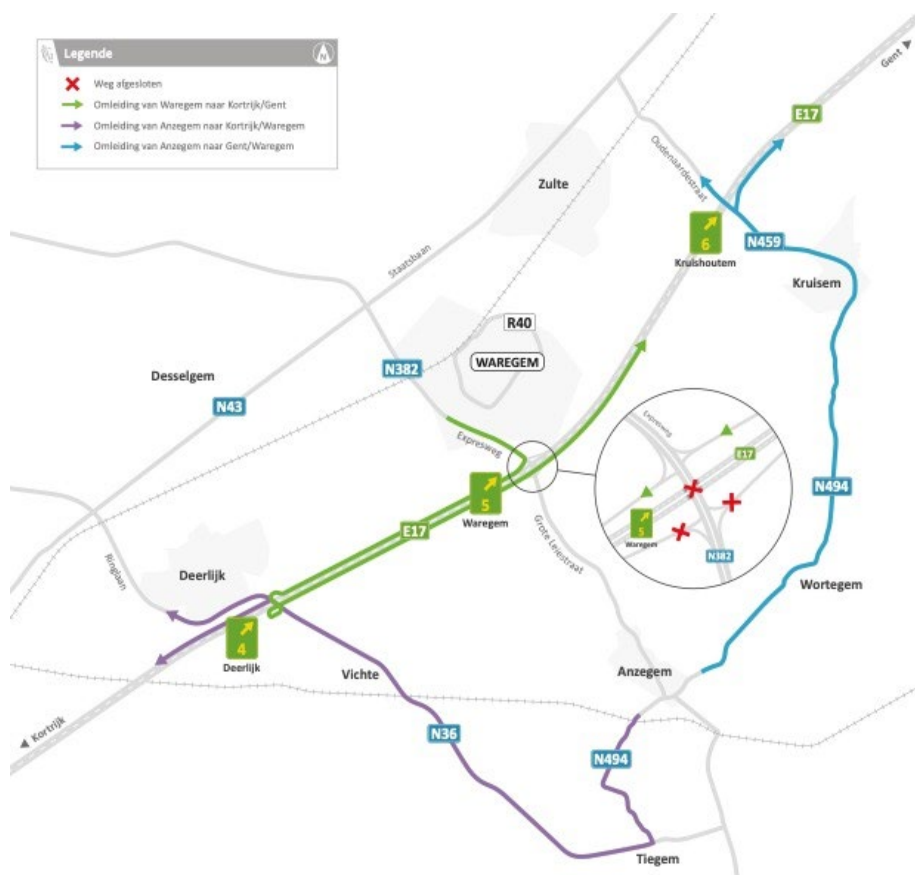 Legende
N
Weg afgesloten
Omleiding van Waregem naar Kortrijk/Gent
Omleiding van Anzegem naar Kortrijk/Waregem
Omleiding van Anzegem naar Gent/Waregem
Gent
E17
Oudenaardestraat
Zulte
N459
6
Kruishoutem
Staatsbaan
Kruisem
R40
WAREGEM
N382
Desselgem
N43
Expresweg
Expresweg
E17
5
Waregem
N382
N494
5
Waregem
E17
Grote Leiestraat
Ringlaan
Deerlijk
Wortegem
4
Deerlijk
Vichte
Anzegem
Kortrijk
N36
N494
Tiegem